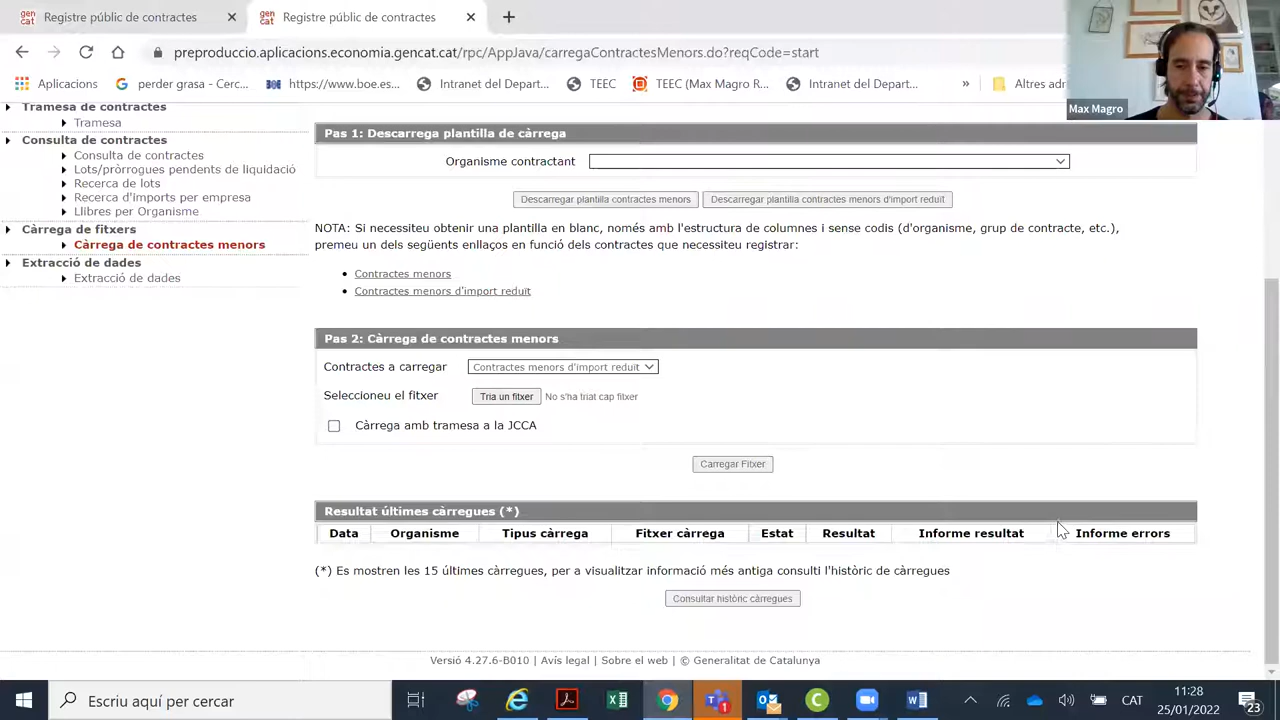 gen cat Registre públic de contractes
gen cat Registre públic de contractes
preproduccio.aplicacions.economia.gencat.cat/rpc/AppJava/carregaContractesMenors.do?reqCode=start
Aplicacions
perder grasa - Cerc...
https://www.boe.es...
Intranet del Depart...
TEEC
TEEC (Max Magro R...
Intranet del Depart...
»
Altres adr
Max Magro
Tramesa de contractes
Tramesa
Consulta de contractes
Consulta de contractes
Lots/pròrrogues pendents de liquidació
Recerca de lots
Recerca d'imports per empresa
Llibres per Organisme
Càrrega de fitxers
Càrrega de contractes menors
Extracció de dades
Extracció de dades
Pas 1: Descarrega plantilla de càrrega
Organisme contractant
Descarregar plantilla contractes menors
Descarregar plantilla contractes menors d'import reduït
NOTA: Si necessiteu obtenir una plantilla en blanc, només amb l'estructura de columnes i sense codis (d'organisme, grup de contracte, etc.),
premeu un dels següents enllaços en funció dels contractes que necessiteu registrar:
Contractes menors
Contractes menors d'import reduït
Pas 2: Càrrega de contractes menors
Contractes a carregar Contractes menors d'import reduït
Seleccioneu el fitxer Tria un fitxer No s'ha triat cap fitxer
Càrrega amb tramesa a la JCCA
Carregar Fitxer
Resultat últimes càrregues (*)
Data Organisme Tipus càrrega Fitxer càrrega Estat Resultat Informe resultat Informe errors
(*) Es mostren les 15 últimes càrregues, per a visualitzar informació més antiga consulti l'històric de càrregues
Consultar històric càrregues
Versió 4.27.6-B010 | Avís legal | Sobre el web | © Generalitat de Catalunya
Escriu aquí per cercar
1
CAT
11:28
25/01/2022
23